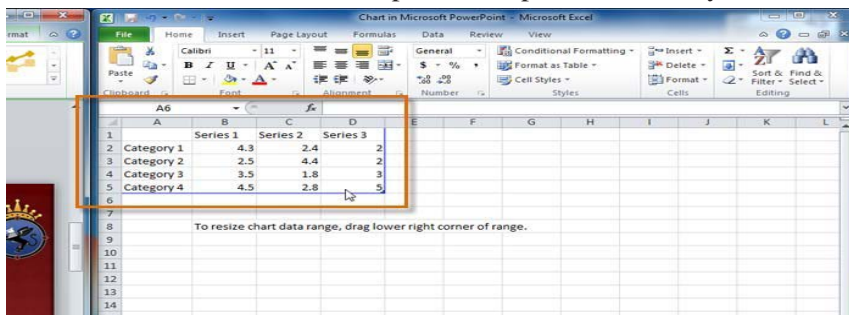 Chart in Microsoft PowerPoint - Microsoft Excel
rmat
File Home Insert Page Layout Formulas Data Review View
Calibri 11 General Conditional Formatting Insert Σ
Paste B I U A A $ % , Format as Table Delete Sort & Find &
Cell Styles Format Filter Select
Clipboard Font Alignment Number Styles Cells Editing
A6 fx
A B C D E F G H I J K L
1 Series 1 Series 2 Series 3
2 Category 1 4.3 2.4 2
3 Category 2 2.5 4.4 2
4 Category 3 3.5 1.8 3
5 Category 4 4.5 2.8 5
6
7
8 To resize chart data range, drag lower right corner of range.
9
10
11
12
13
14